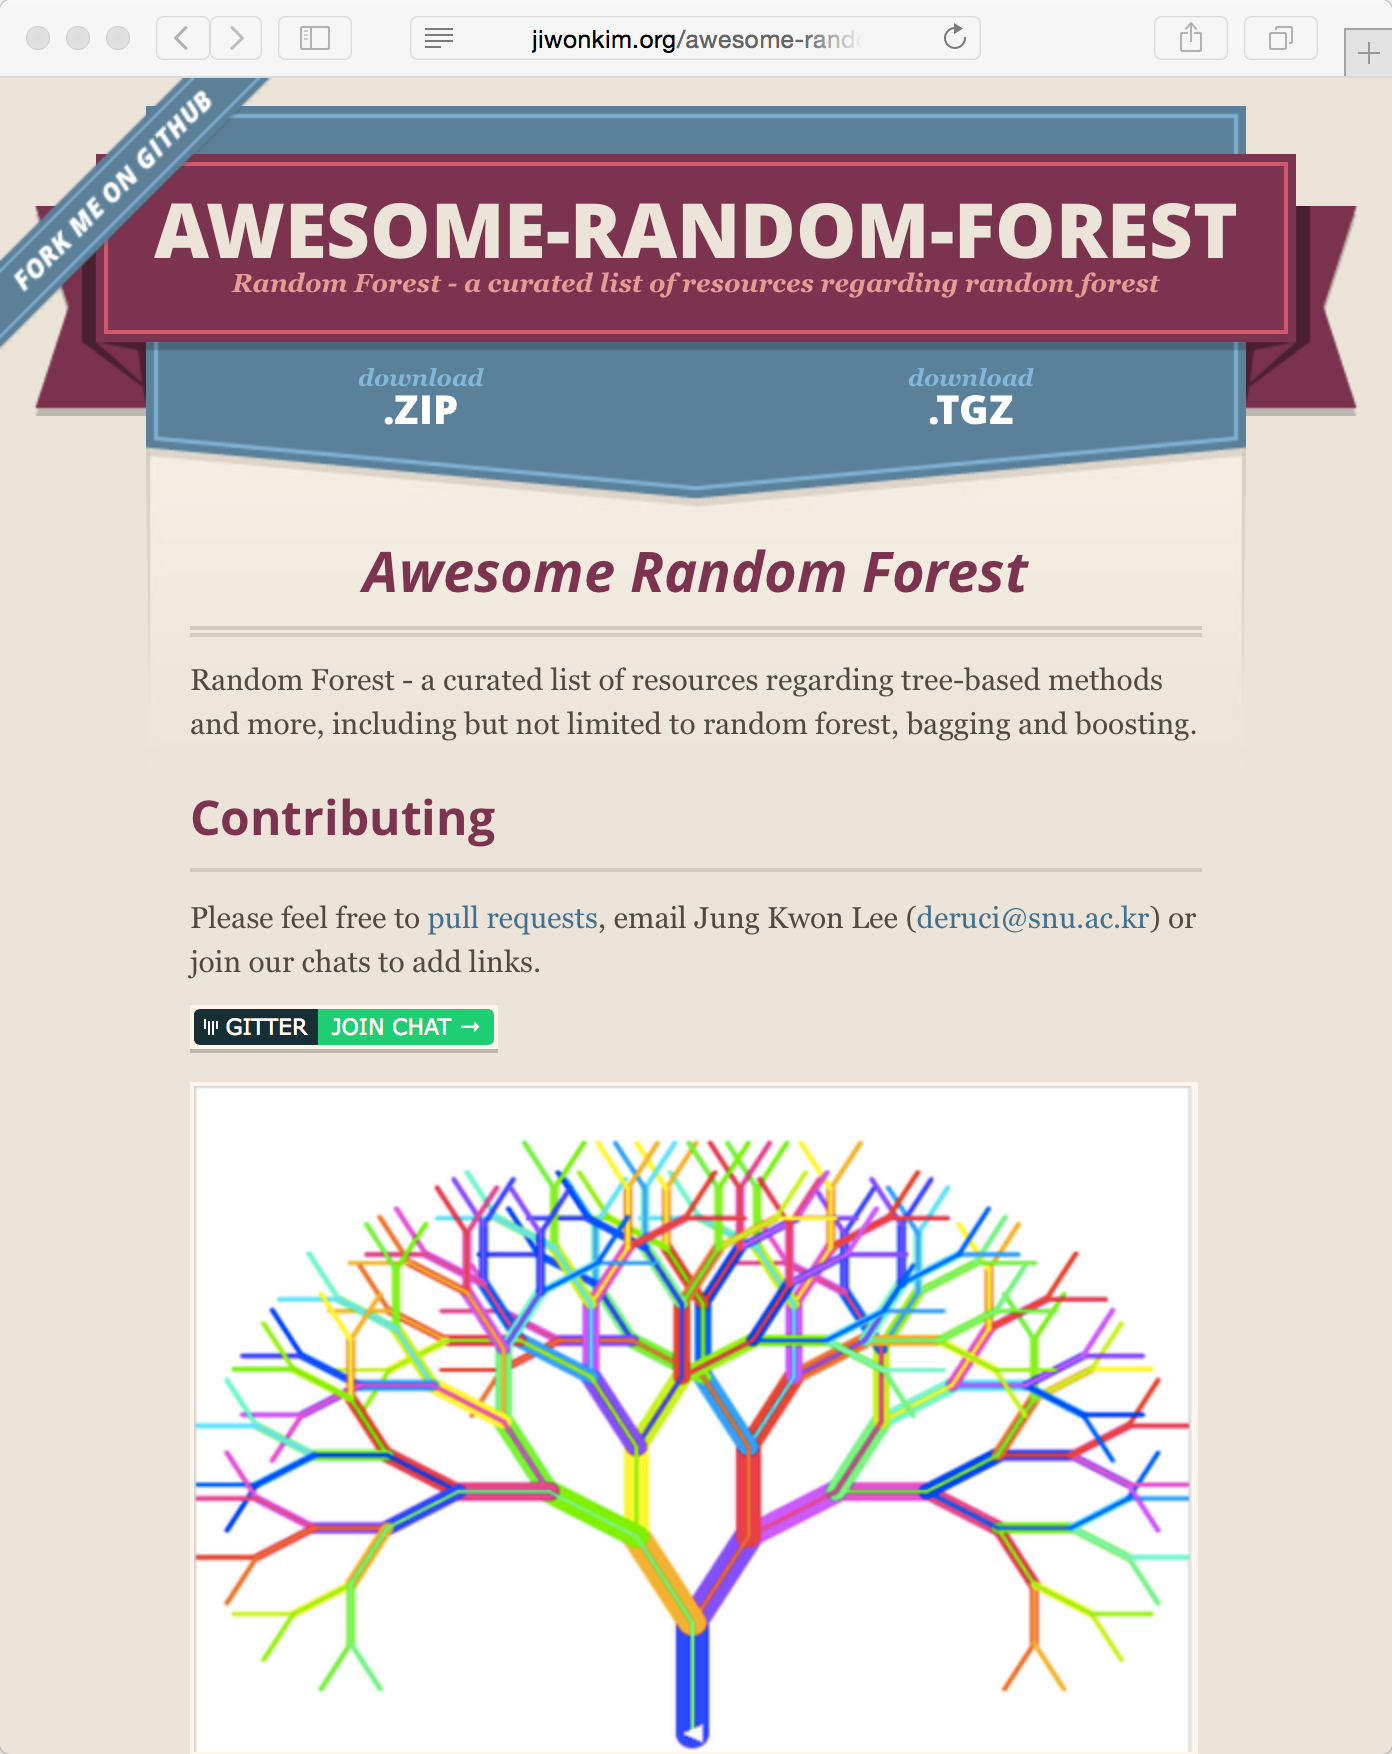 jiwonkim.org/awesome-rand
FORK ME ON GITHUB
AWESOME-RANDOM-FOREST
Random Forest - a curated list of resources regarding random forest
download
.ZIP
download
.TGZ
Awesome Random Forest
Random Forest - a curated list of resources regarding tree-based methods
and more, including but not limited to random forest, bagging and boosting.
Contributing
Please feel free to pull requests, email Jung Kwon Lee (deruci@snu.ac.kr) or
join our chats to add links.
GITTER JOIN CHAT →